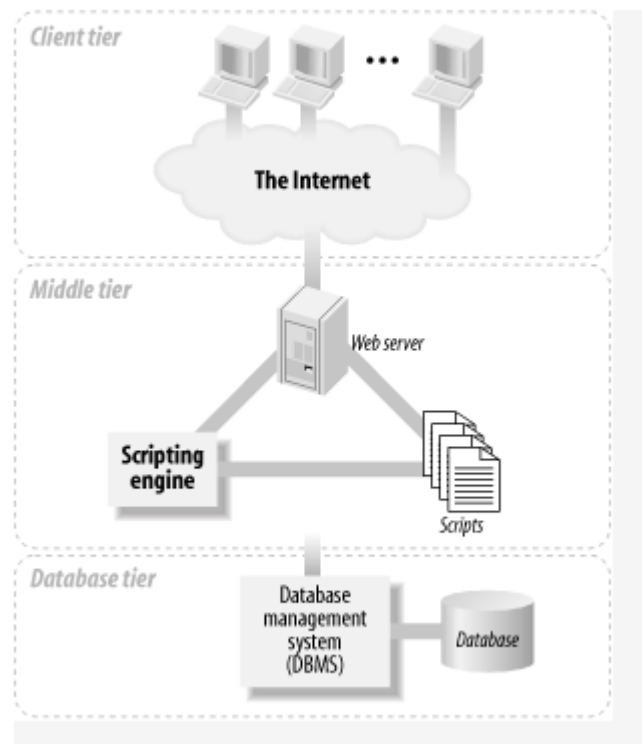 Client tier
The Internet
Middle tier
Web server
Scripting
engine
Scripts
Database tier
Database
management
system
(DBMS)
Database